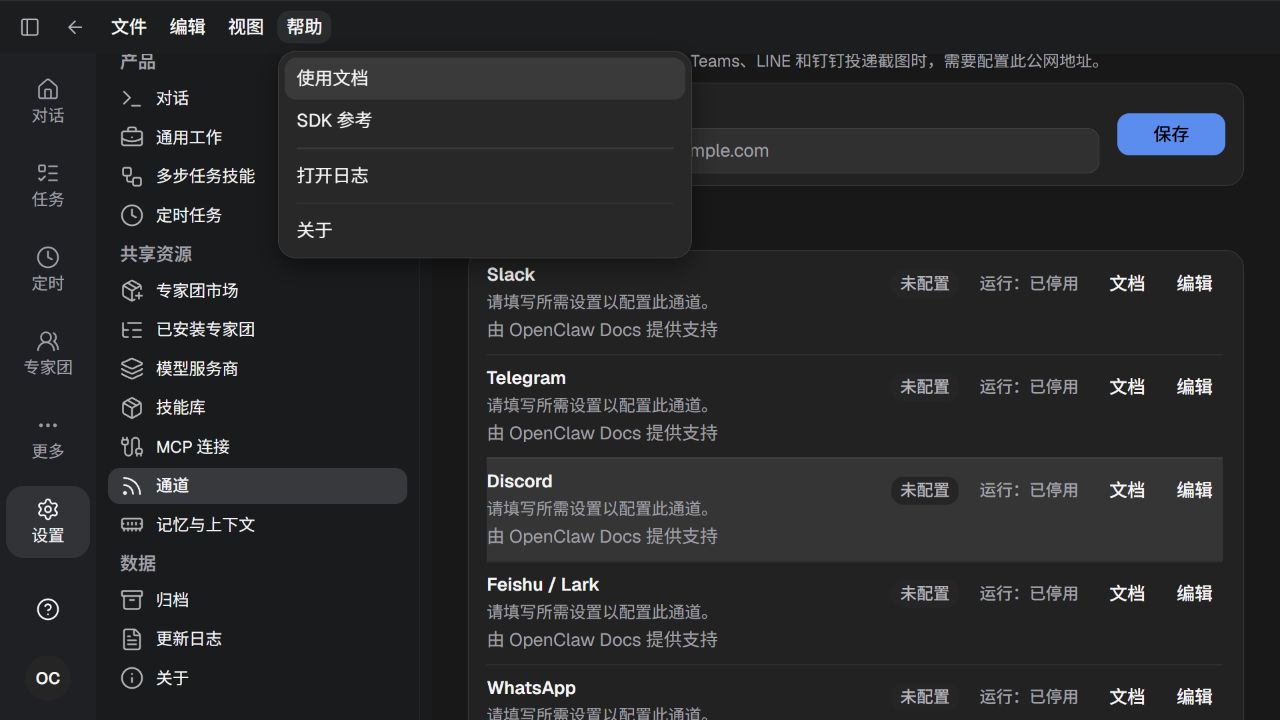 文件 编辑 视图 帮助
对话
任务
定时
专家团
更多
设置
OC
产品
对话
通用工作
多步任务技能
定时任务
共享资源
专家团市场
已安装专家团
模型服务商
技能库
MCP 连接
通道
记忆与上下文
数据
归档
更新日志
关于
使用文档
SDK 参考
打开日志
关于
Teams、LINE 和钉钉投递截图时，需要配置此公网地址。
mple.com
保存
Slack
未配置 运行：已停用 文档 编辑
请填写所需设置以配置此通道。
由 OpenClaw Docs 提供支持
Telegram
未配置 运行：已停用 文档 编辑
请填写所需设置以配置此通道。
由 OpenClaw Docs 提供支持
Discord
未配置 运行：已停用 文档 编辑
请填写所需设置以配置此通道。
由 OpenClaw Docs 提供支持
Feishu / Lark
未配置 运行：已停用 文档 编辑
请填写所需设置以配置此通道。
由 OpenClaw Docs 提供支持
WhatsApp
未配置 运行：已停用 文档 编辑
请填写所需设置以配置此通道。